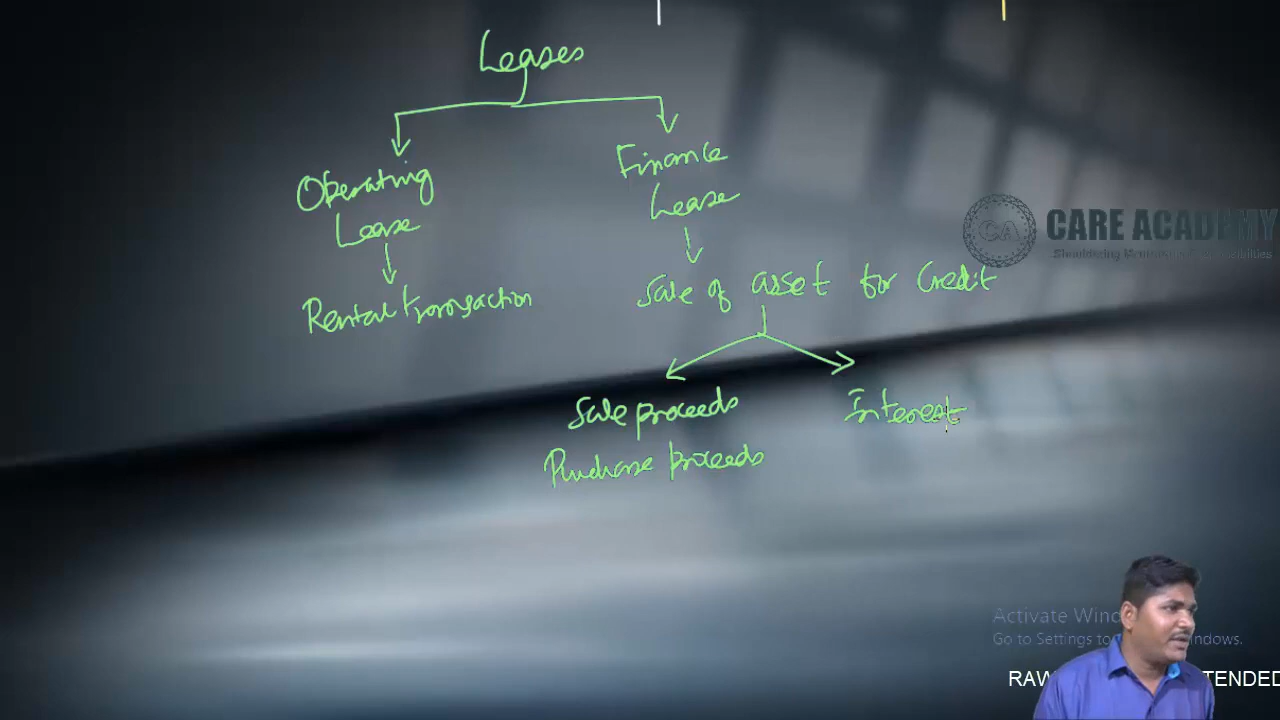 Leases
Operating
Lease
Rental transaction
Finance
Lease
Sale of asset for Credit
Sale proceeds
Purchase proceeds
Interest
CA
CARE ACADEMY
Activate Wind
Go to Settings to
indows.
RAW
TENDED